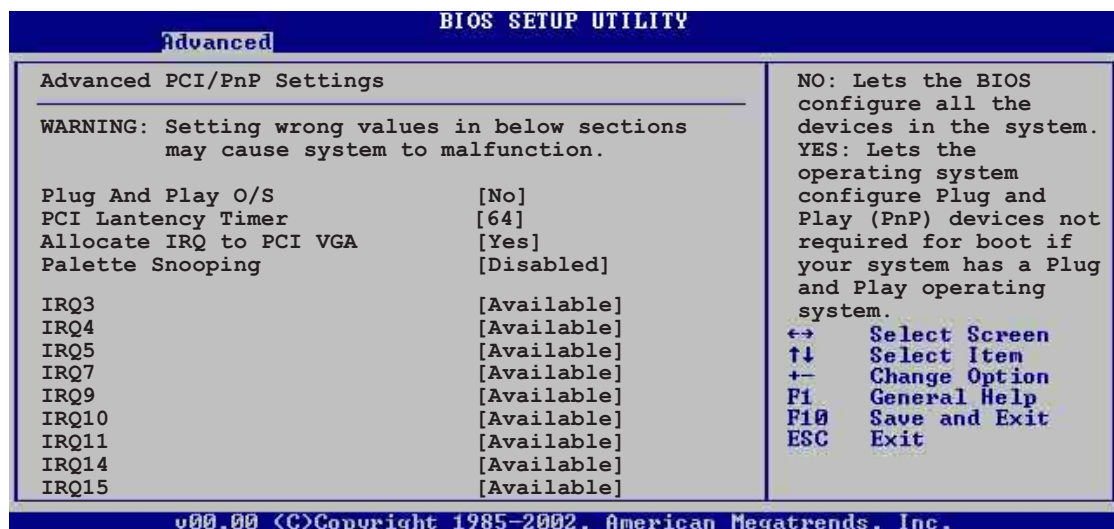 BIOS SETUP UTILITY
Advanced
Advanced PCI/PnP Settings
WARNING: Setting wrong values in below sections
may cause system to malfunction.
Plug And Play O/S [No]
PCI Lantency Timer [64]
Allocate IRQ to PCI VGA [Yes]
Palette Snooping [Disabled]
IRQ3 [Available]
IRQ4 [Available]
IRQ5 [Available]
IRQ7 [Available]
IRQ9 [Available]
IRQ10 [Available]
IRQ11 [Available]
IRQ14 [Available]
IRQ15 [Available]
NO: Lets the BIOS
configure all the
devices in the system.
YES: Lets the
operating system
configure Plug and
Play (PnP) devices not
required for boot if
your system has a Plug
and Play operating
system.
←→ Select Screen
↑↓ Select Item
+- Change Option
F1 General Help
F10 Save and Exit
ESC Exit
v00.00 (C)Copyright 1985-2002, American Megatrends, Inc.